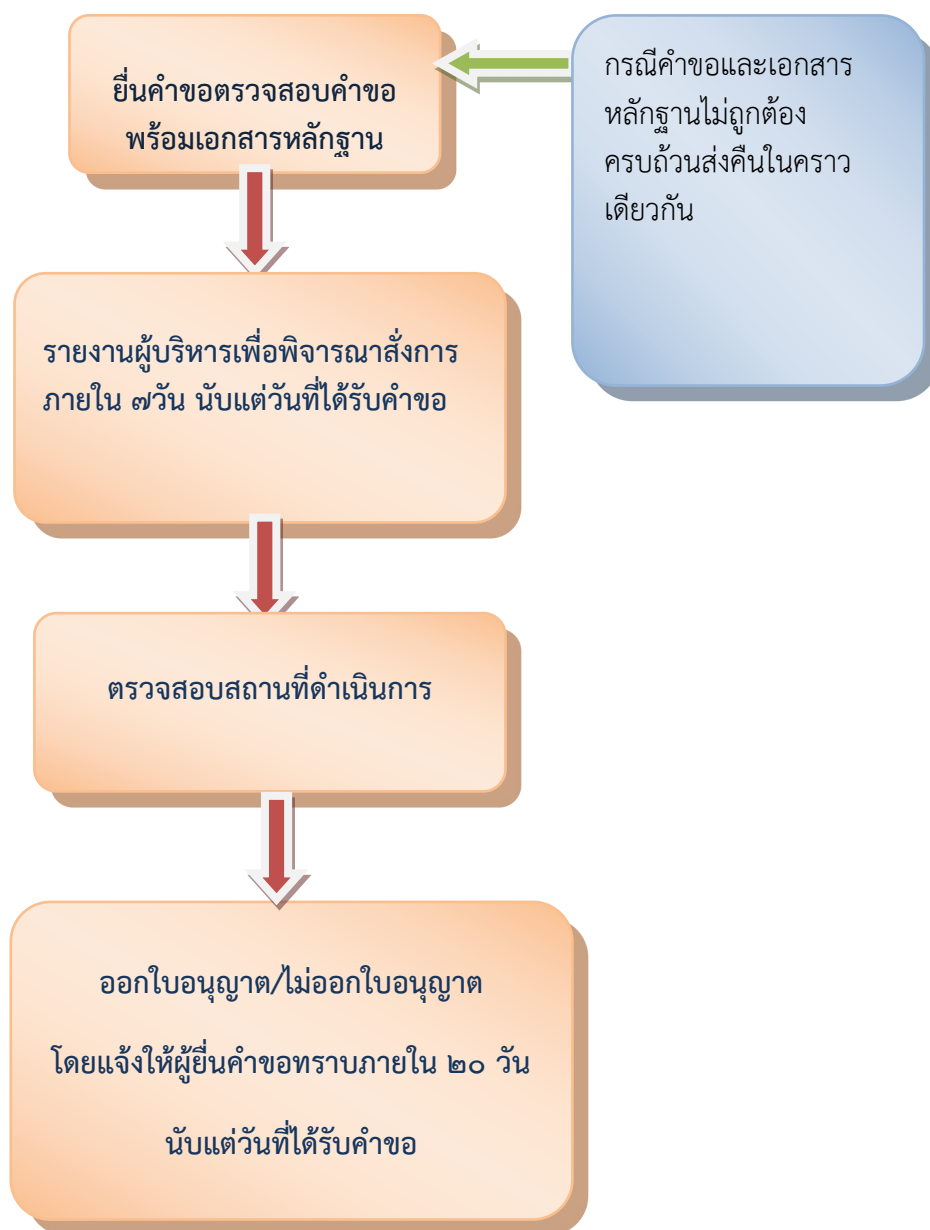 ยื่นคำขอตรวจสอบคำขอ
พร้อมเอกสารหลักฐาน
กรณีคำขอและเอกสาร
หลักฐานไม่ถูกต้อง
ครบถ้วนส่งคืนในคราว
เดียวกัน
รายงานผู้บริหารเพื่อพิจารณาสั่งการ
ภายใน ๗วัน นับแต่วันที่ได้รับคำขอ
ตรวจสอบสถานที่ดำเนินการ
ออกใบอนุญาต/ไม่ออกใบอนุญาต
โดยแจ้งให้ผู้ยื่นคำขอทราบภายใน ๒๐ วัน
นับแต่วันที่ได้รับคำขอ